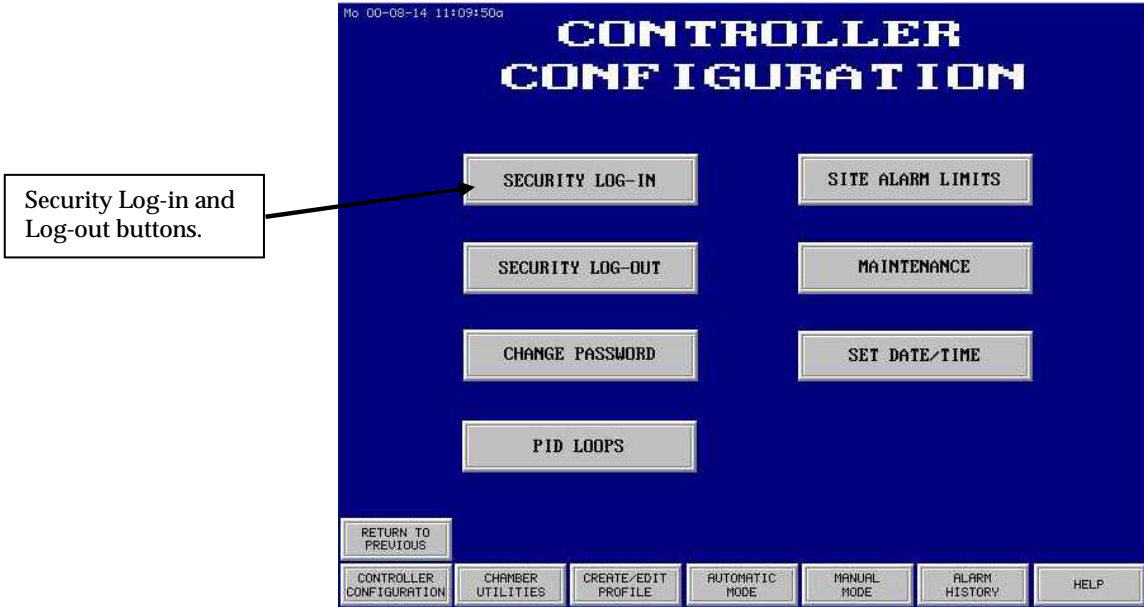 Mo 00-08-14 11:09:50a
CONTROLLER
CONFIGURATION
Security Log-in and
Log-out buttons.
SECURITY LOG-IN
SITE ALARM LIMITS
SECURITY LOG-OUT
MAINTENANCE
CHANGE PASSWORD
SET DATE/TIME
PID LOOPS
RETURN TO
PREVIOUS
CONTROLLER
CONFIGURATION
CHAMBER
UTILITIES
CREATE/EDIT
PROFILE
AUTOMATIC
MODE
MANUAL
MODE
ALARM
HISTORY
HELP